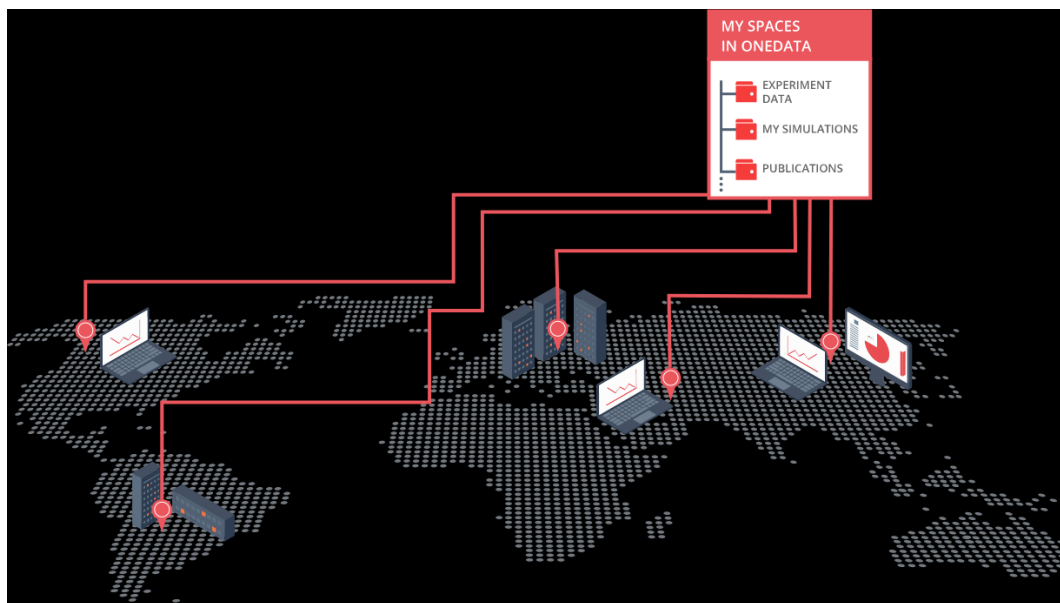 MY SPACES
IN ONEDATA
EXPERIMENT
DATA
MY SIMULATIONS
PUBLICATIONS